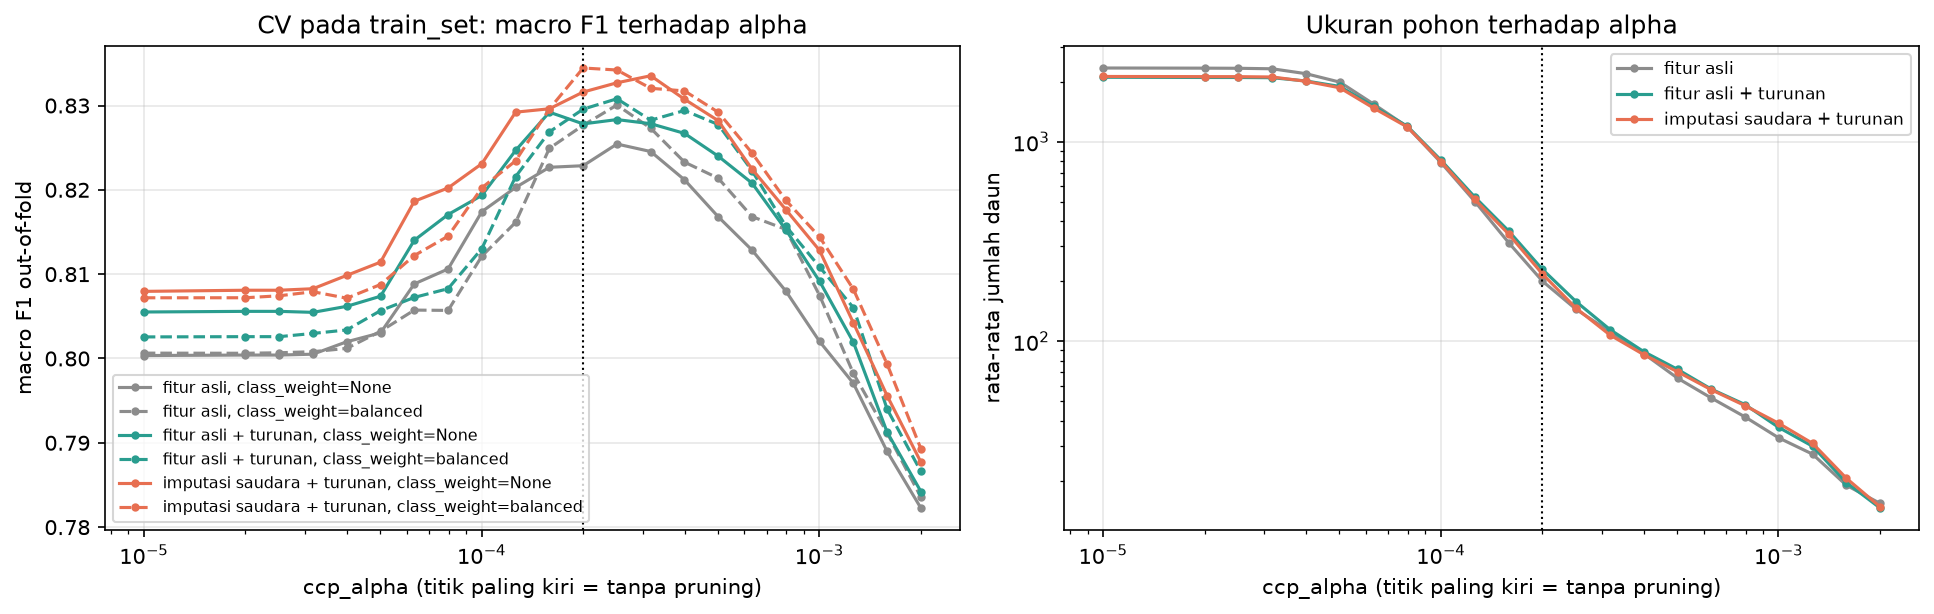 CV pada train_set: macro F1 terhadap alpha
macro F1 out-of-fold
0.83
0.82
0.81
0.80
0.79
0.78
fitur asli, class_weight=None
fitur asli, class_weight=balanced
fitur asli + turunan, class_weight=None
fitur asli + turunan, class_weight=balanced
imputasi saudara + turunan, class_weight=None
imputasi saudara + turunan, class_weight=balanced
10⁻⁵
10⁻⁴
10⁻³
ccp_alpha (titik paling kiri = tanpa pruning)
Ukuran pohon terhadap alpha
rata-rata jumlah daun
10³
10²
fitur asli
fitur asli + turunan
imputasi saudara + turunan
10⁻⁵
10⁻⁴
10⁻³
ccp_alpha (titik paling kiri = tanpa pruning)